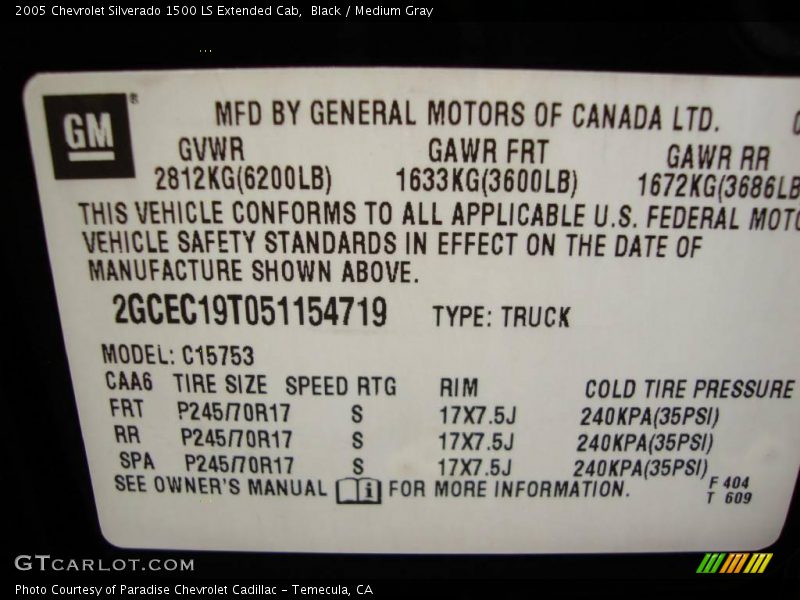 2005 Chevrolet Silverado 1500 LS Extended Cab,  Black / Medium Gray
GM®
MFD BY GENERAL MOTORS OF CANADA LTD.
GVWR GAWR FRT GAWR RR
2812KG(6200LB) 1633KG(3600LB) 1672KG(3686LB
THIS VEHICLE CONFORMS TO ALL APPLICABLE U.S. FEDERAL MOTO
VEHICLE SAFETY STANDARDS IN EFFECT ON THE DATE OF
MANUFACTURE SHOWN ABOVE.
2GCEC19T051154719 TYPE: TRUCK
MODEL: C15753
CAA6 TIRE SIZE SPEED RTG RIM COLD TIRE PRESSURE
FRT P245/70R17 S 17X7.5J 240KPA(35PSI)
RR P245/70R17 S 17X7.5J 240KPA(35PSI)
SPA P245/70R17 S 17X7.5J 240KPA(35PSI)
SEE OWNER'S MANUAL i FOR MORE INFORMATION.
F 404
T 609
GTCARLOT.COM
Photo Courtesy of Paradise Chevrolet Cadillac - Temecula, CA